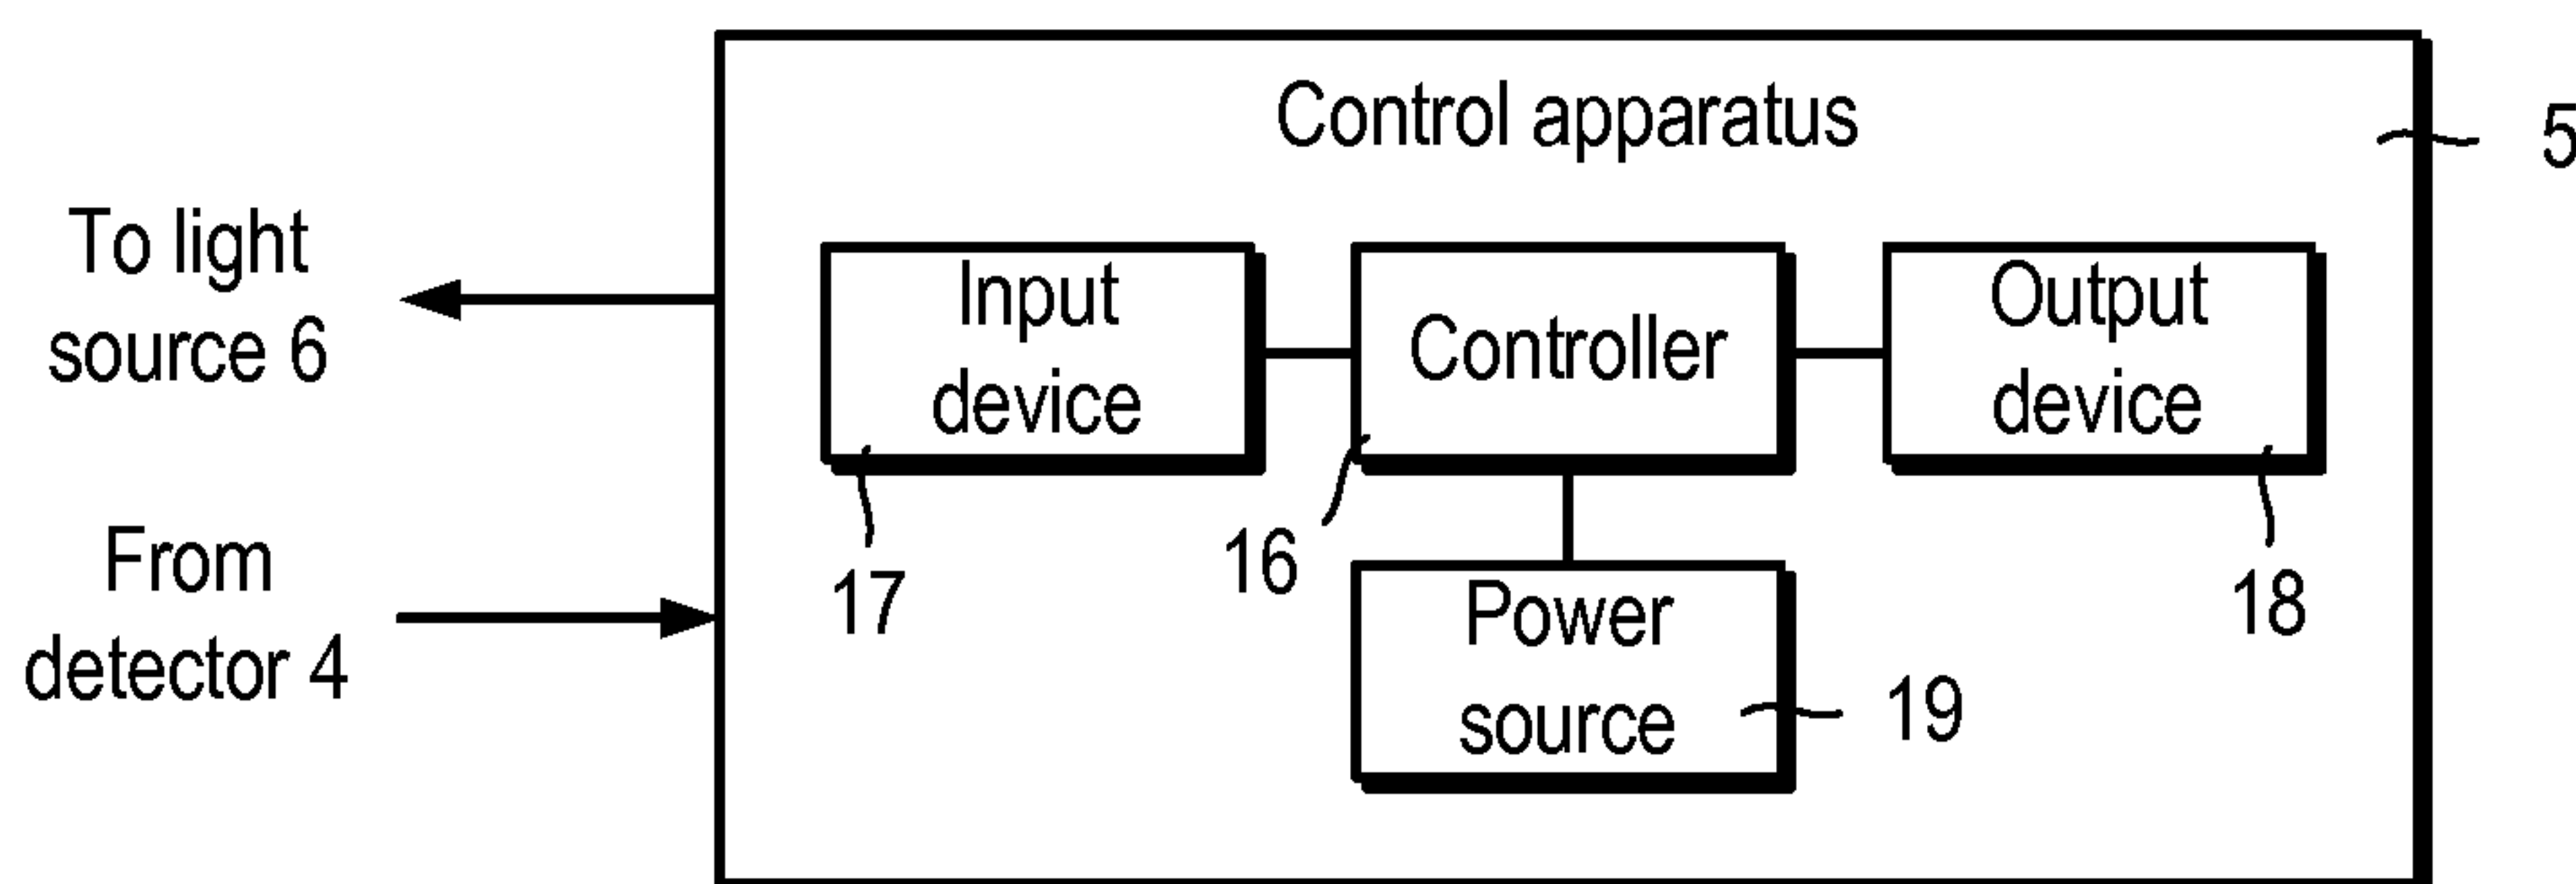 Control apparatus
5
To light
source 6
Input
device
Controller
Output
device
From
detector 4
17
16
18
Power
source
19